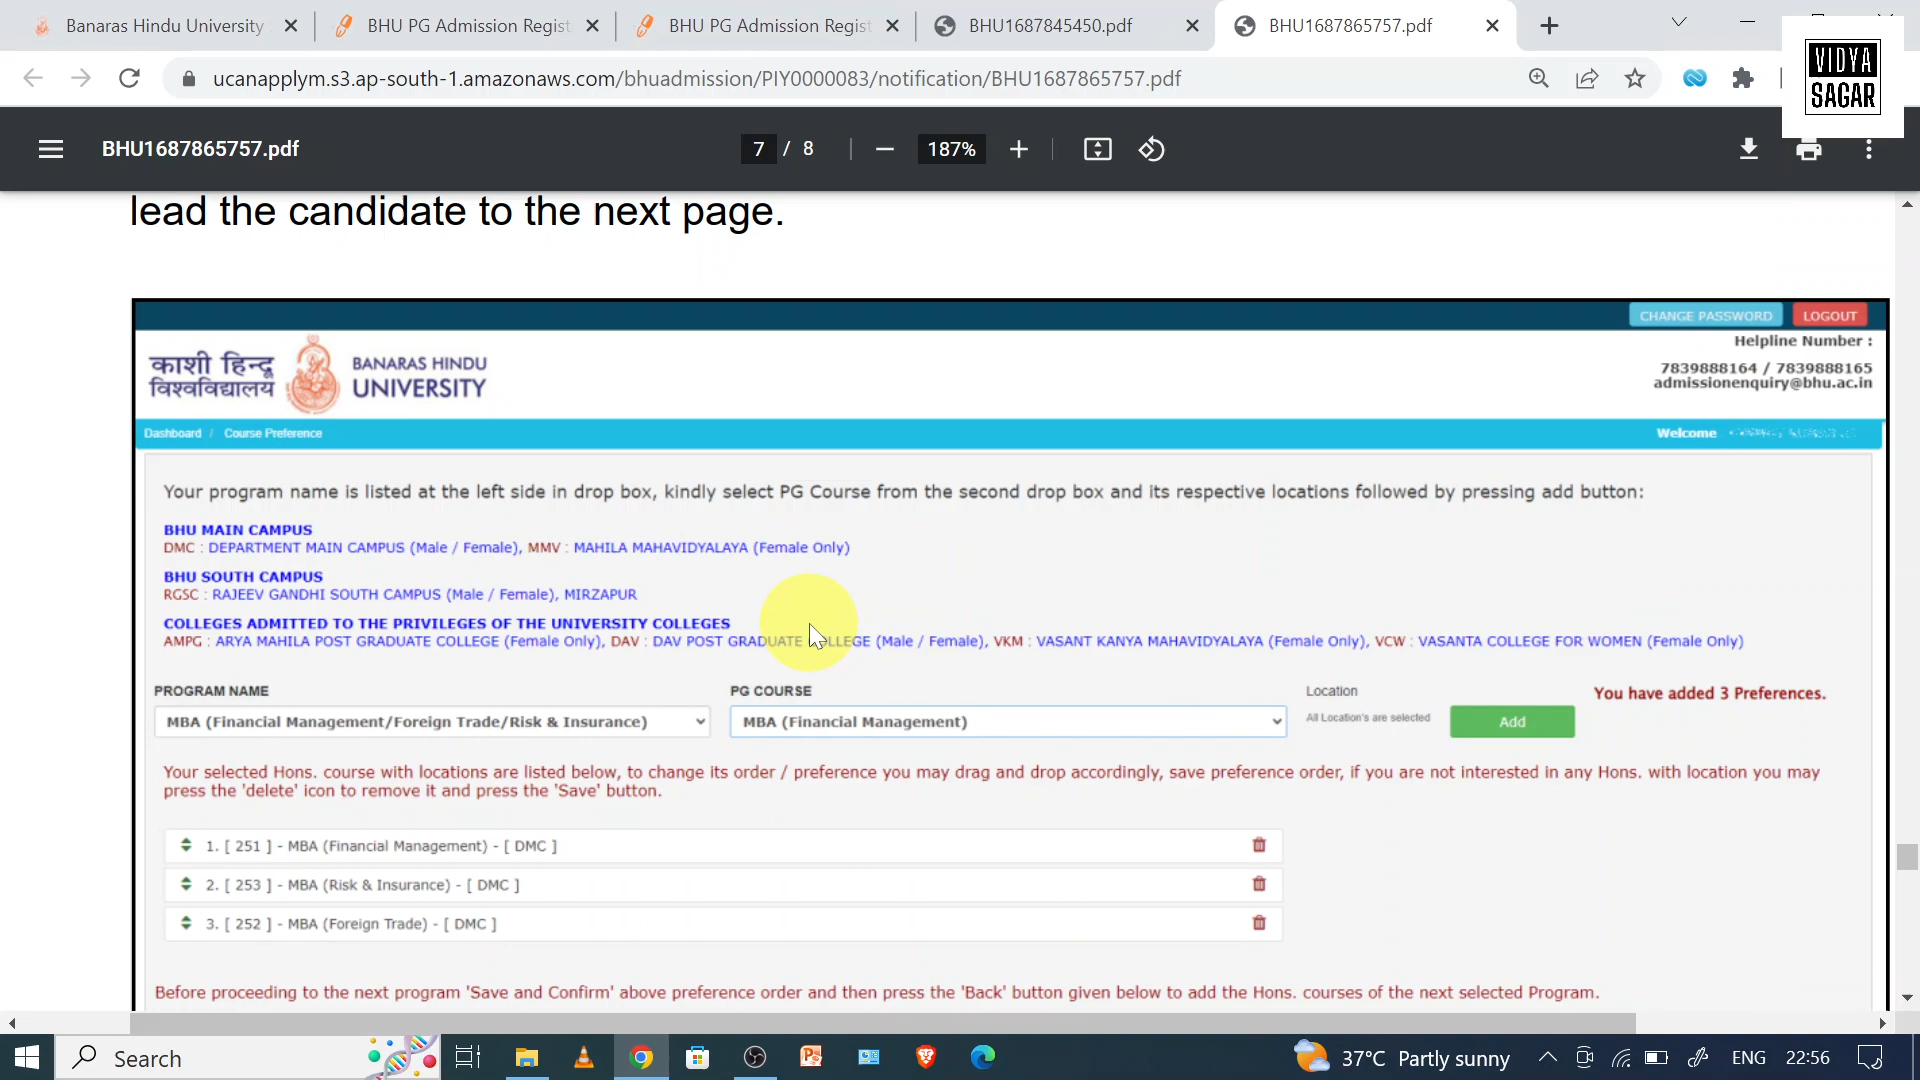 Banaras Hindu University
BHU PG Admission Regist
BHU PG Admission Regist
BHU1687845450.pdf
BHU1687865757.pdf
ucanapplym.s3.ap-south-1.amazonaws.com/bhuadmission/PIY0000083/notification/BHU1687865757.pdf
VIDYA
SAGAR
BHU1687865757.pdf
7 / 8
187%
lead the candidate to the next page.
CHANGE PASSWORD
LOGOUT
Helpline Number :
7839888164 / 7839888165
admissionenquiry@bhu.ac.in
काशी हिन्दू
विश्वविद्यालय
BANARAS HINDU
UNIVERSITY
Dashboard / Course Preference
Welcome
Your program name is listed at the left side in drop box, kindly select PG Course from the second drop box and its respective locations followed by pressing add button:
BHU MAIN CAMPUS
DMC : DEPARTMENT MAIN CAMPUS (Male / Female), MMV : MAHILA MAHAVIDYALAYA (Female Only)
BHU SOUTH CAMPUS
RGSC : RAJEEV GANDHI SOUTH CAMPUS (Male / Female), MIRZAPUR
COLLEGES ADMITTED TO THE PRIVILEGES OF THE UNIVERSITY COLLEGES
AMPG : ARYA MAHILA POST GRADUATE COLLEGE (Female Only), DAV : DAV POST GRADUATE COLLEGE (Male / Female), VKM : VASANT KANYA MAHAVIDYALAYA (Female Only), VCW : VASANTA COLLEGE FOR WOMEN (Female Only)
PROGRAM NAME
PG COURSE
Location
You have added 3 Preferences.
MBA (Financial Management/Foreign Trade/Risk & Insurance)
MBA (Financial Management)
All Location's are selected
Add
Your selected Hons. course with locations are listed below, to change its order / preference you may drag and drop accordingly, save preference order, if you are not interested in any Hons. with location you may
press the 'delete' icon to remove it and press the 'Save' button.
1. [ 251 ] - MBA (Financial Management) - [ DMC ]
2. [ 253 ] - MBA (Risk & Insurance) - [ DMC ]
3. [ 252 ] - MBA (Foreign Trade) - [ DMC ]
Before proceeding to the next program 'Save and Confirm' above preference order and then press the 'Back' button given below to add the Hons. courses of the next selected Program.
Search
37°C Partly sunny
ENG
22:56